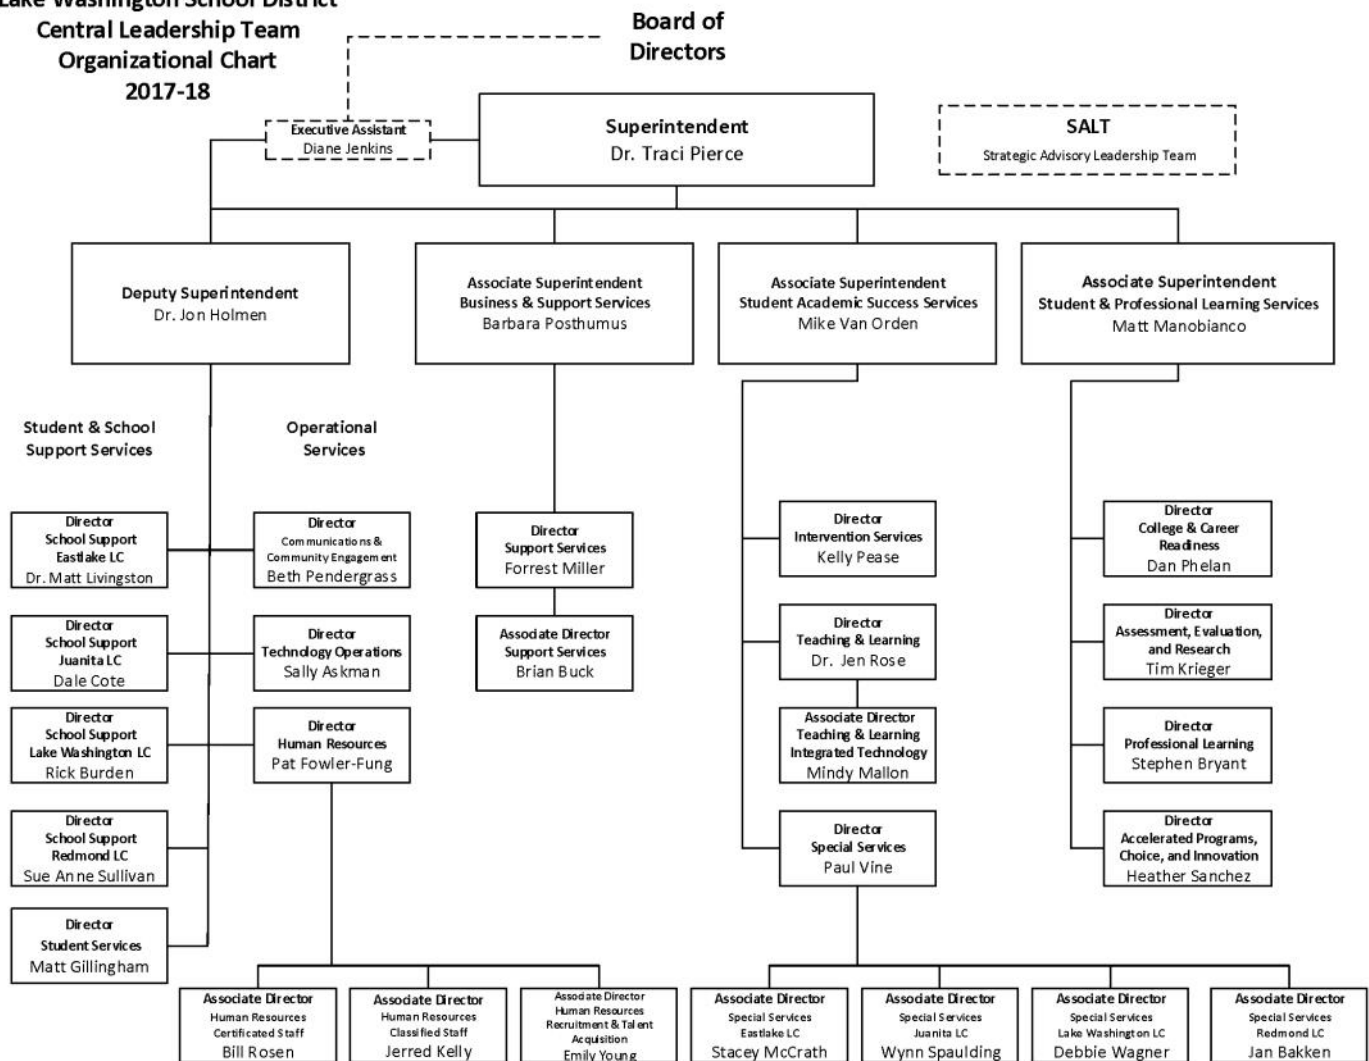 Lake Washington School District
Central Leadership Team
Organizational Chart
2017-18
Board of
Directors
Executive Assistant
Diane Jenkins
Superintendent
Dr. Traci Pierce
SALT
Strategic Advisory Leadership Team
Deputy Superintendent
Dr. Jon Holmen
Associate Superintendent
Business & Support Services
Barbara Posthumus
Associate Superintendent
Student Academic Success Services
Mike Van Orden
Associate Superintendent
Student & Professional Learning Services
Matt Manobianco
Student & School
Support Services
Operational
Services
Director
School Support
Eastlake LC
Dr. Matt Livingston
Director
Communications &
Community Engagement
Beth Pendergrass
Director
Support Services
Forrest Miller
Director
Intervention Services
Kelly Pease
Director
College & Career
Readiness
Dan Phelan
Director
School Support
Juanita LC
Dale Cote
Director
Technology Operations
Sally Askman
Associate Director
Support Services
Brian Buck
Director
Teaching & Learning
Dr. Jen Rose
Director
Assessment, Evaluation,
and Research
Tim Krieger
Director
School Support
Lake Washington LC
Rick Burden
Director
Human Resources
Pat Fowler-Fung
Associate Director
Teaching & Learning
Integrated Technology
Mindy Mallon
Director
Professional Learning
Stephen Bryant
Director
School Support
Redmond LC
Sue Anne Sullivan
Director
Special Services
Paul Vine
Director
Accelerated Programs,
Choice, and Innovation
Heather Sanchez
Director
Student Services
Matt Gillingham
Associate Director
Human Resources
Certificated Staff
Bill Rosen
Associate Director
Human Resources
Classified Staff
Jerred Kelly
Associate Director
Human Resources
Recruitment & Talent
Acquisition
Emily Young
Associate Director
Special Services
Eastlake LC
Stacey McCrath
Associate Director
Special Services
Juanita LC
Wynn Spaulding
Associate Director
Special Services
Lake Washington LC
Debbie Wagner
Associate Director
Special Services
Redmond LC
Jan Bakken